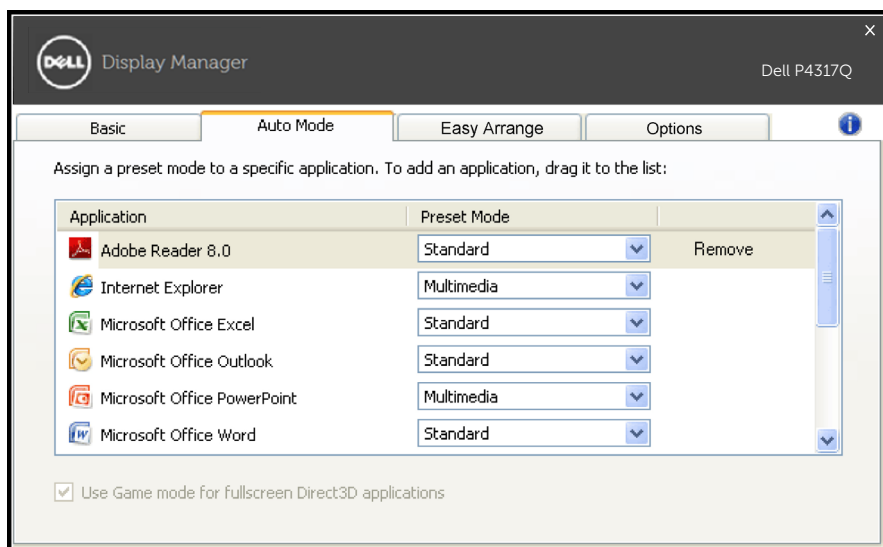 X
DELL Display Manager
Dell P4317Q
Basic Auto Mode Easy Arrange Options i
Assign a preset mode to a specific application. To add an application, drag it to the list:
Application Preset Mode
Adobe Reader 8.0 Standard Remove
Internet Explorer Multimedia
Microsoft Office Excel Standard
Microsoft Office Outlook Standard
Microsoft Office PowerPoint Multimedia
Microsoft Office Word Standard
Use Game mode for fullscreen Direct3D applications